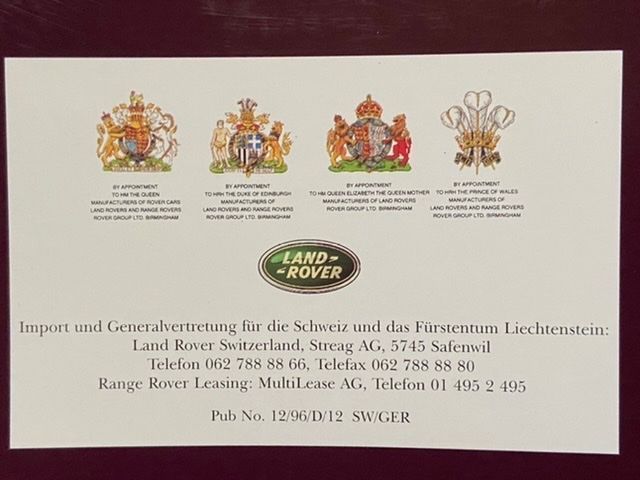 BY APPOINTMENT
TO HM THE QUEEN
MANUFACTURERS OF ROVER CARS
LAND ROVERS AND RANGE ROVERS
ROVER GROUP LTD. BIRMINGHAM
BY APPOINTMENT
TO HRH THE DUKE OF EDINBURGH
MANUFACTURERS OF
LAND ROVERS AND RANGE ROVERS
ROVER GROUP LTD. BIRMINGHAM
BY APPOINTMENT
TO HM QUEEN ELIZABETH THE QUEEN MOTHER
MANUFACTURERS OF LAND ROVERS
ROVER GROUP LTD. BIRMINGHAM
BY APPOINTMENT
TO HRH THE PRINCE OF WALES
MANUFACTURERS OF
LAND ROVERS AND RANGE ROVERS
ROVER GROUP LTD. BIRMINGHAM
LAND
ROVER
Import und Generalvertretung für die Schweiz und das Fürstentum Liechtenstein:
Land Rover Switzerland, Streag AG, 5745 Safenwil
Telefon 062 788 88 66, Telefax 062 788 88 80
Range Rover Leasing: MultiLease AG, Telefon 01 495 2 495
Pub No. 12/96/D/12 SW/GER